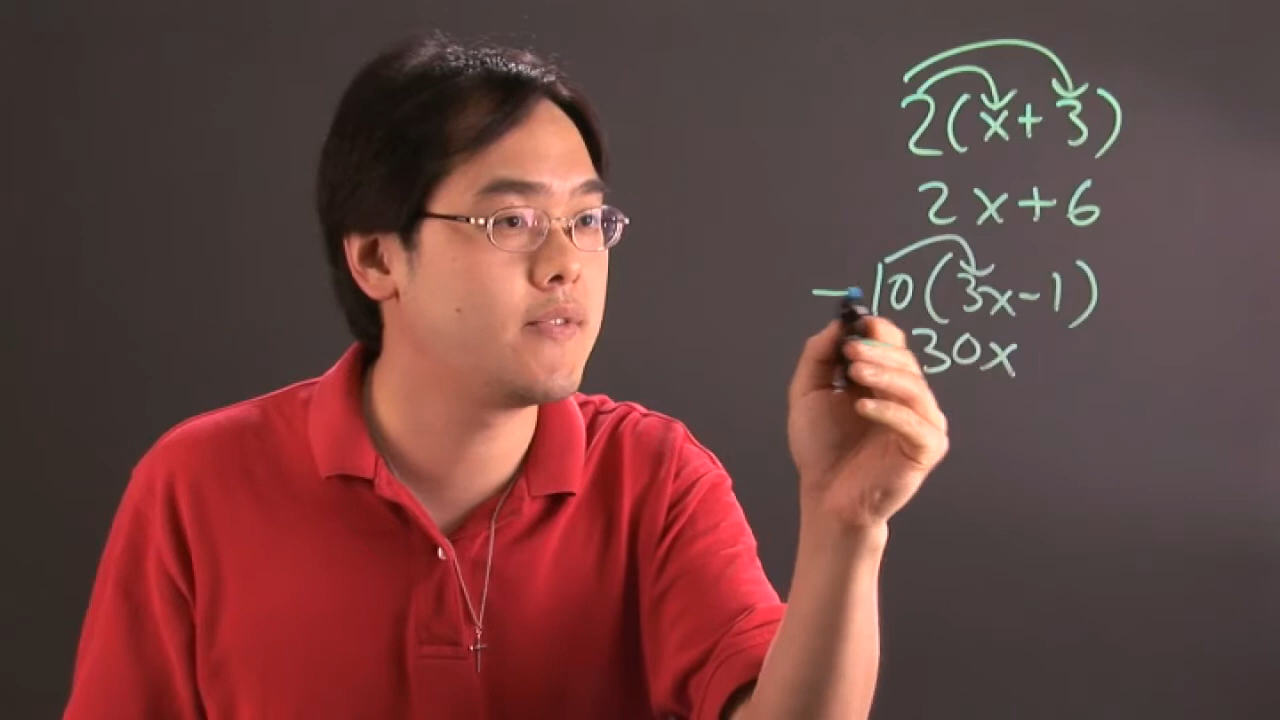 2(x+3)
2x+6
-10(3x-1)
30x